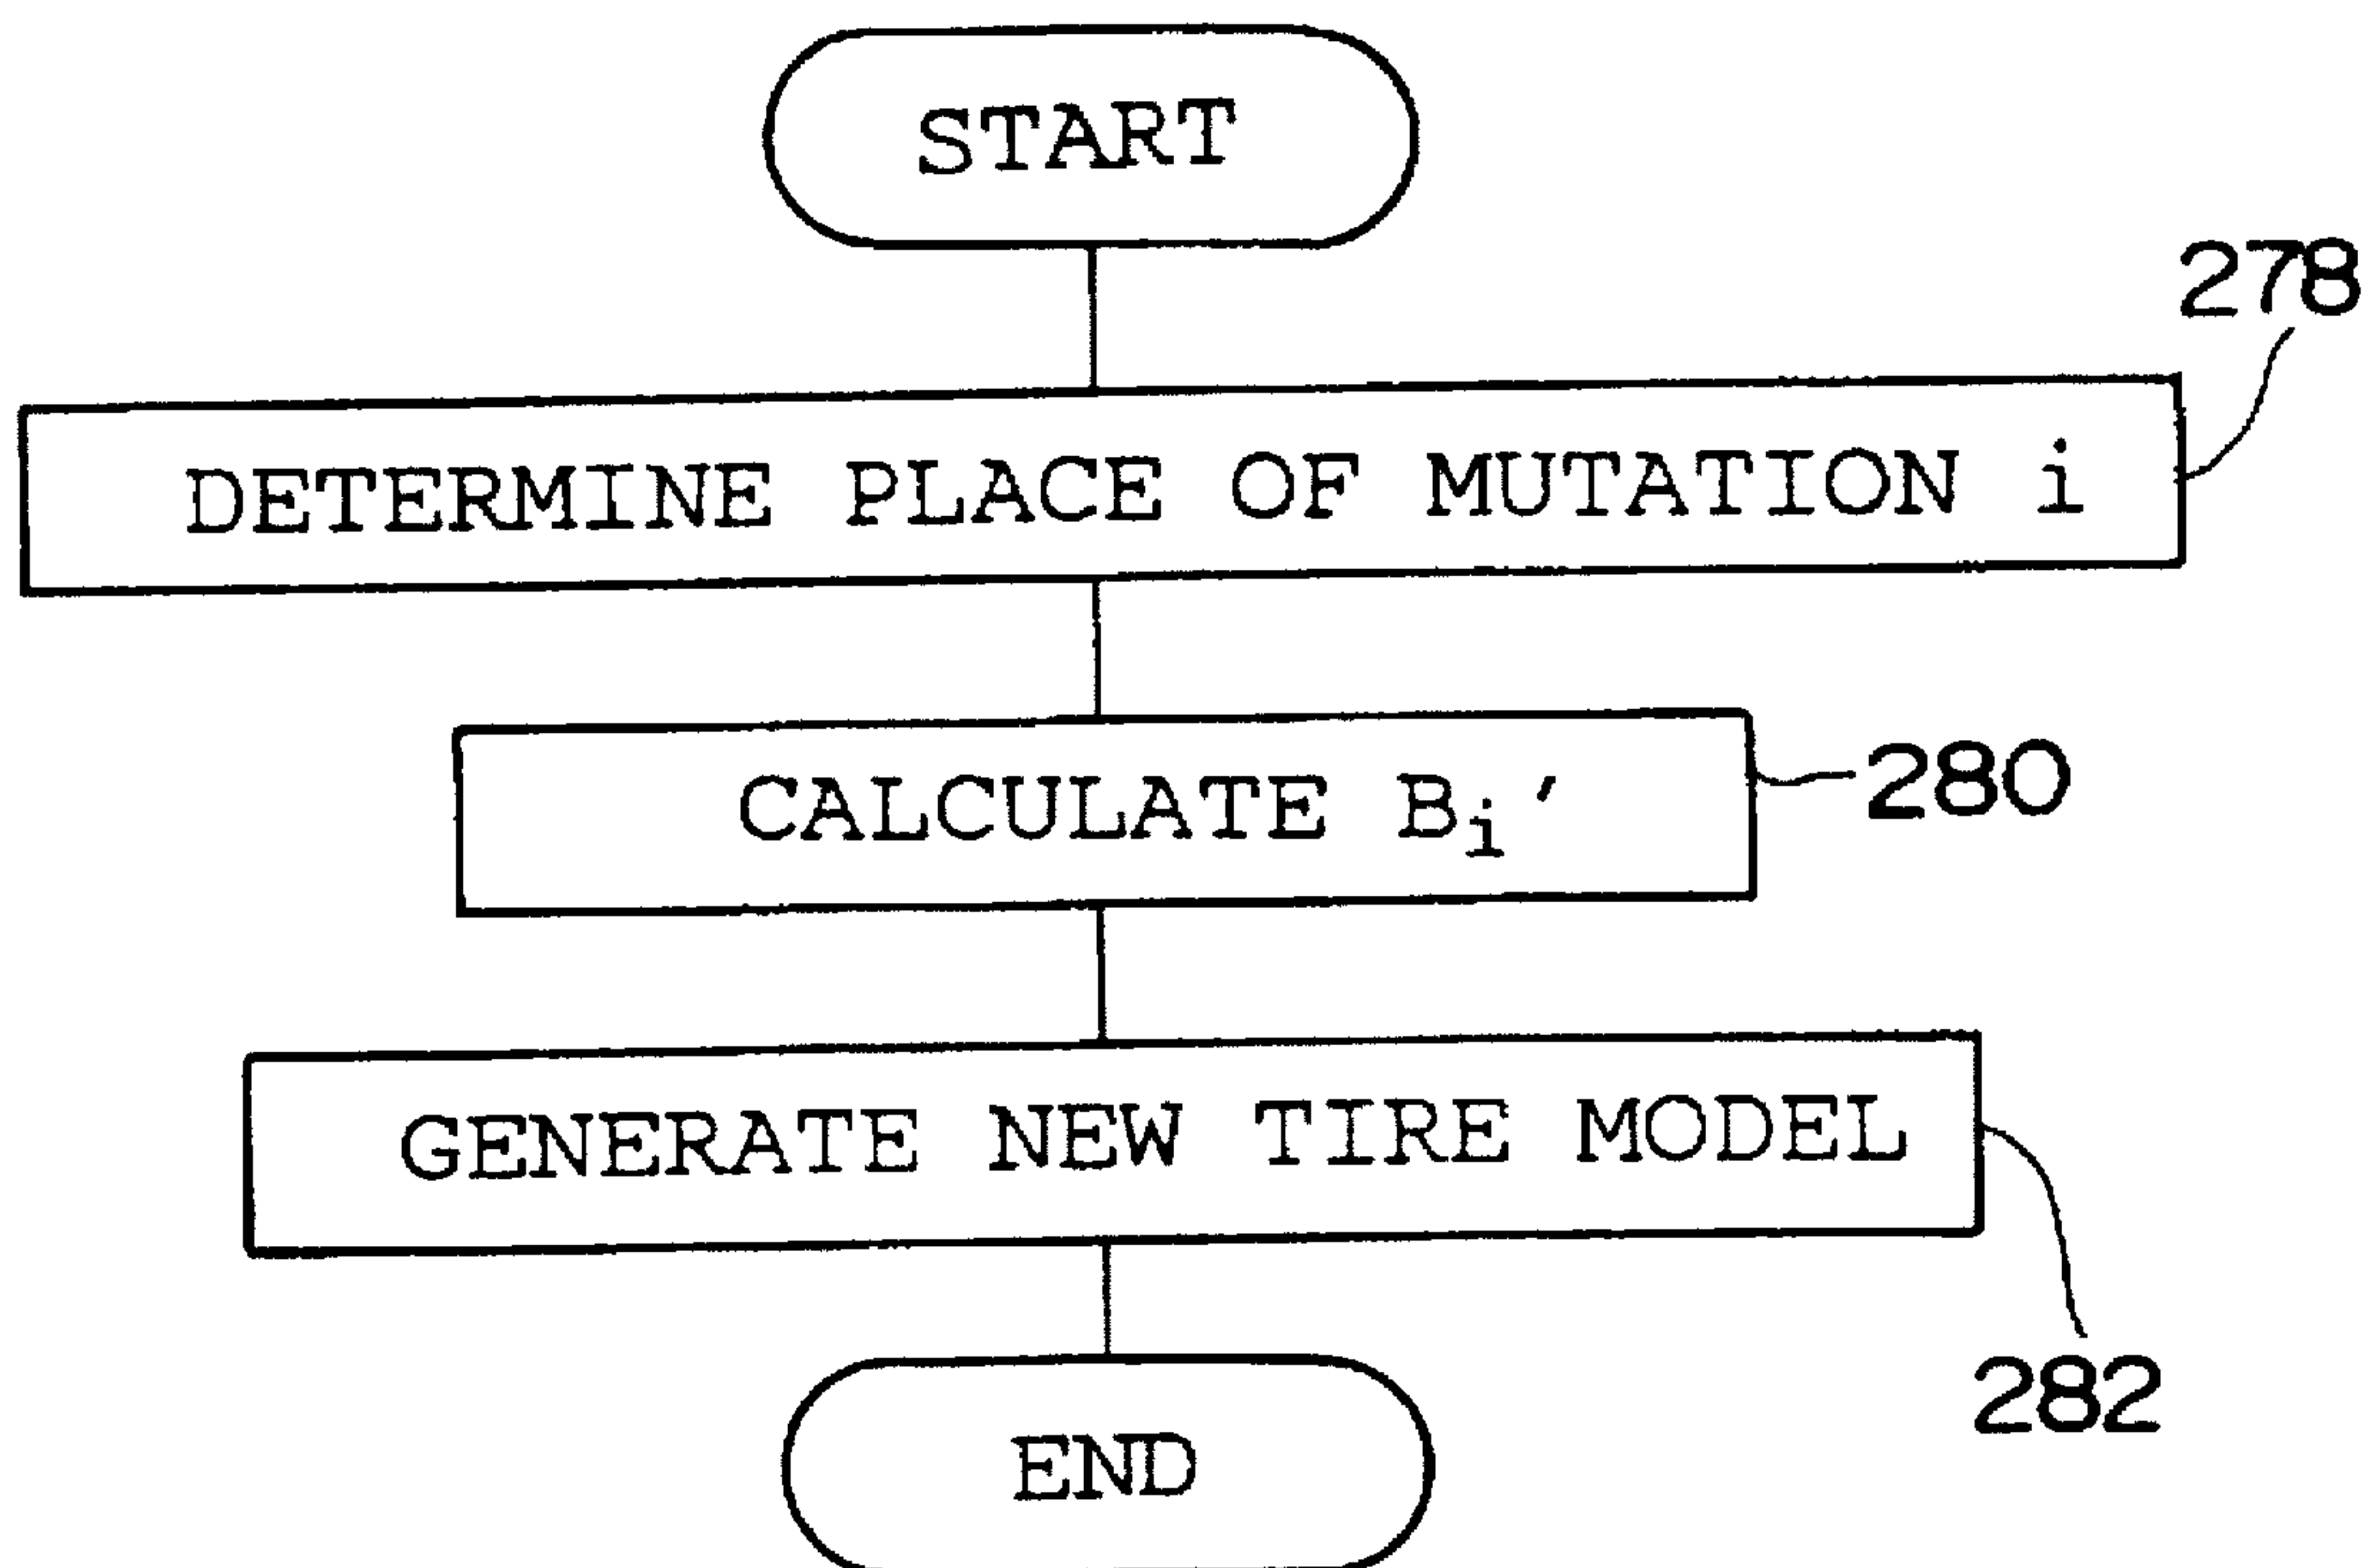 START
278
DETERMINE PLACE OF MUTATION i
CALCULATE Bi'
280
GENERATE NEW TIRE MODEL
282
END